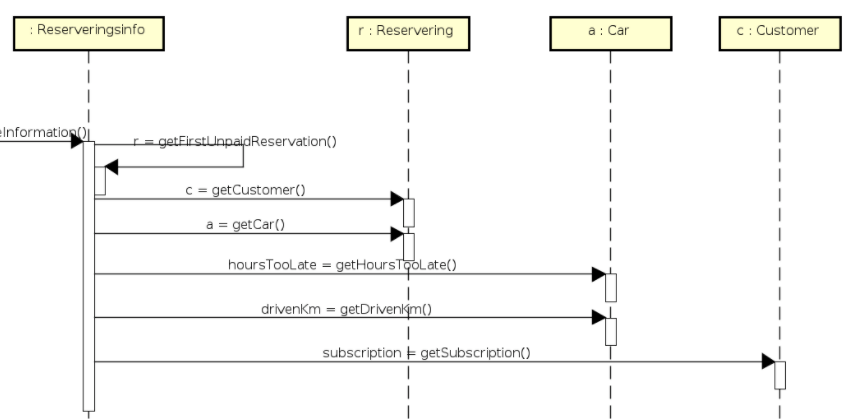 : Reserveringsinfo
r : Reservering
a : Car
c : Customer
eInformation()
r = getFirstUnpaidReservation()
c = getCustomer()
a = getCar()
hoursTooLate = getHoursTooLate()
drivenKm = getDrivenKm()
subscription = getSubscription()